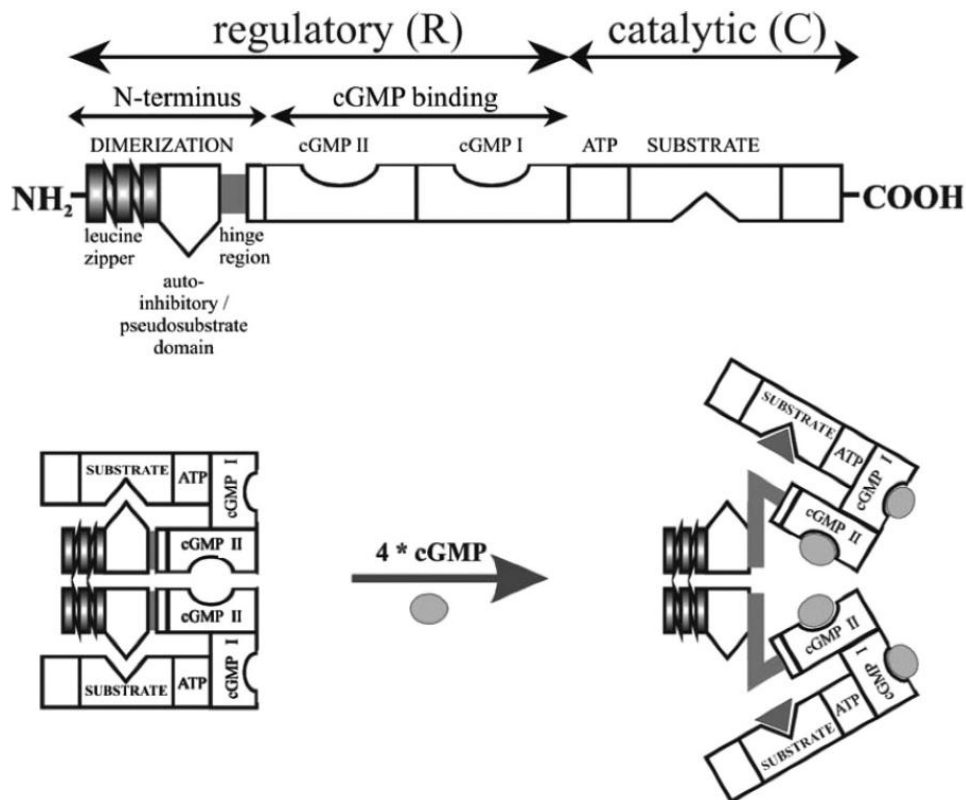 regulatory (R) catalytic (C)
N-terminus cGMP binding
DIMERIZATION cGMP II cGMP I ATP SUBSTRATE
NH2 COOH
leucine
zipper
hinge
region
auto-
inhibitory /
pseudosubstrate
domain
SUBSTRATE ATP cGMP I
cGMP II
cGMP II
SUBSTRATE ATP cGMP I
4 * cGMP
SUBSTRATE
ATP
cGMP I
cGMP II
cGMP II
cGMP I
ATP
SUBSTRATE